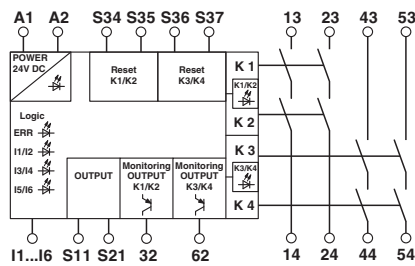 A1 A2 S34 S35 S36 S37 13 23 43 53
POWER
24V DC
Reset
K1/K2
Reset
K3/K4
K 1
K1/K2
K 2
Logic
ERR
I1/I2
I3/I4
I5/I6
OUTPUT
Monitoring
OUTPUT
K1/K2
Monitoring
OUTPUT
K3/K4
K 3
K3/K4
K 4
I1...I6 S11 S21 32 62 14 24 44 54